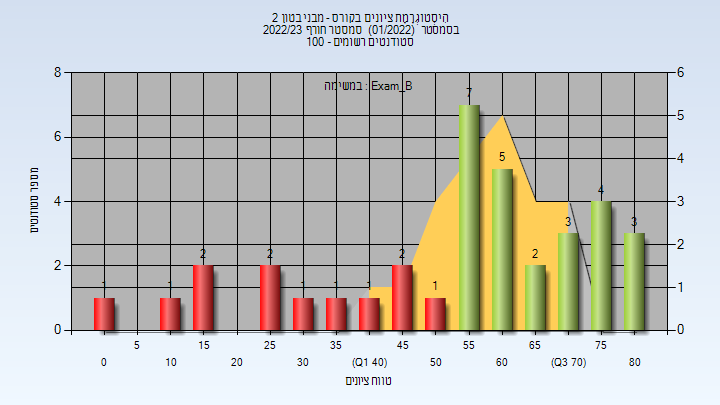 הִיסְטוֹגְרָמַת ציונים בקורס - מבני בטון 2
בסמסטר (01/2022) סמסטר חורף 2022/23
סטודנטים רשומים - 100
במשימה : Exam_B
מספר סטודנטים
8
6
4
2
0
6
5
4
3
2
1
0
1 1 2 2 1 1 1 2 1 7 5 2 3 4 3
5 15 25 35 45 55 65 75
0 10 20 30 (Q1 40) 50 60 (Q3 70) 80
טווח ציונים